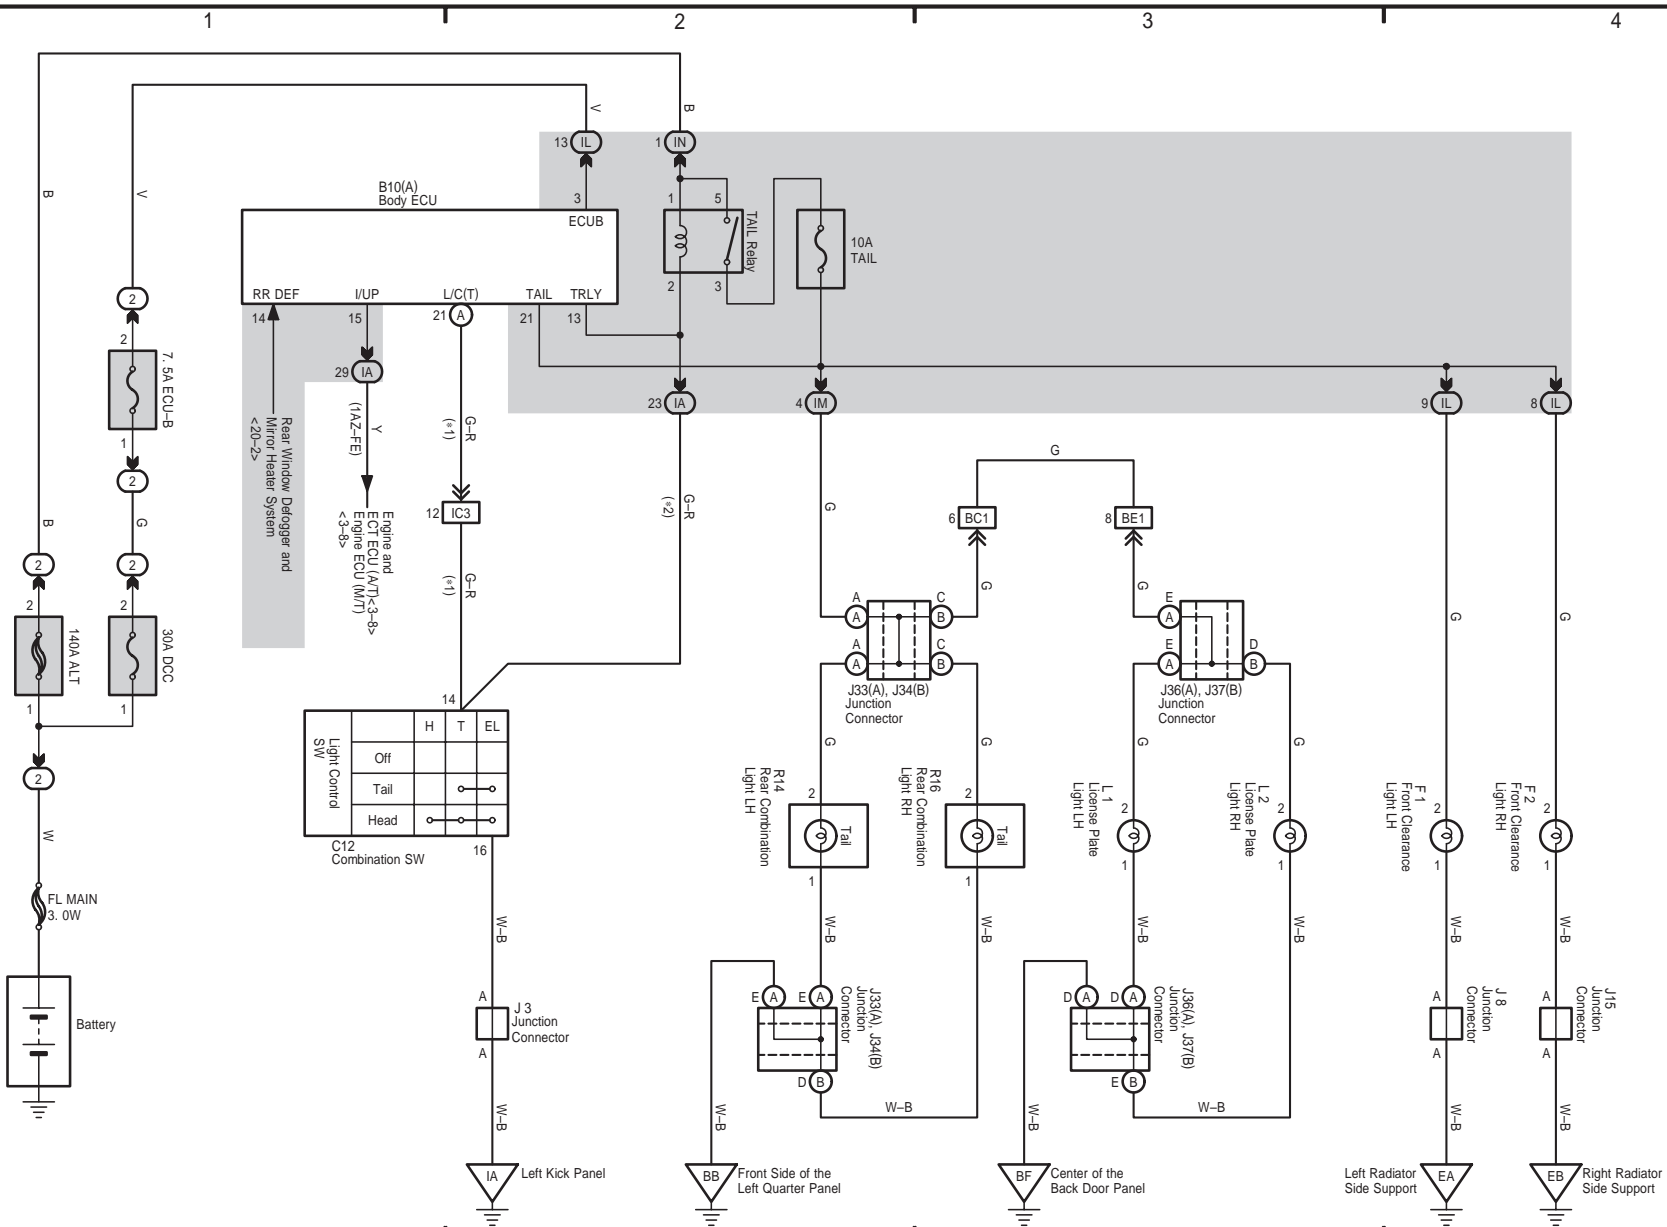 1
2
3
4
B
V
V
B
13 IL
1 IN
B
V
B10(A)
Body ECU
3
ECUB
1
5
TAIL Relay
2
3
10A
TAIL
RR DEF
I/UP
L/C(T)
TAIL
TRLY
14
15
21 A
21
13
2
2
7. 5A ECU–B
1
2
29 IA
23 IA
4 IM
9 IL
8 IL
Rear Window Defogger and
Mirror Heater System
<20–2>
Y
(1AZ–FE)
Engine and
ECT ECU (A/T)<3–8>
Engine ECU (M/T)
<3–8>
G–R
(*1)
12 IC3
G–R
(*1)
G–R
(*2)
G
G
6 BC1
8 BE1
G
G
G
G
B
G
2
2
2
2
140A ALT
30A DCC
1
1
2
W
FL MAIN
3. 0W
Battery
A
A
C
B
A
A
C
B
J33(A), J34(B)
Junction
Connector
E
A
E
A
D
B
J36(A), J37(B)
Junction
Connector
14
Light Control
SW
H
T
EL
Off
Tail
Head
C12
Combination SW
16
G
G
G
G
R14
Rear Combination
Light LH
2
Tail
1
R16
Rear Combination
Light RH
2
Tail
1
L 1
License Plate
Light LH
2
1
L 2
License Plate
Light RH
2
1
F 1
Front Clearance
Light LH
2
1
F 2
Front Clearance
Light RH
2
1
W–B
W–B
W–B
W–B
W–B
W–B
A
J 3
Junction
Connector
A
E A
E A
J33(A), J34(B)
Junction
Connector
D B
D A
D A
J36(A), J37(B)
Junction
Connector
E B
A
J 8
Junction
Connector
A
A
J15
Junction
Connector
A
W–B
W–B
W–B
W–B
W–B
W–B
W–B
IA
Left Kick Panel
BB
Front Side of the
Left Quarter Panel
BF
Center of the
Back Door Panel
Left Radiator
Side Support
EA
EB
Right Radiator
Side Support